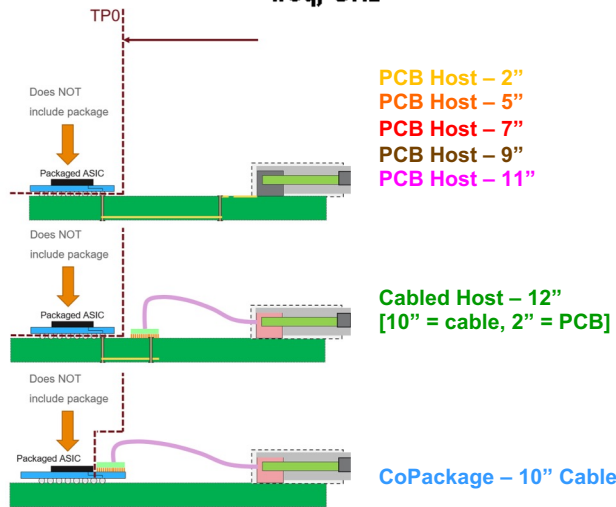 TP0
Does NOT
include package
Packaged ASIC
PCB Host – 2”
PCB Host – 5”
PCB Host – 7”
PCB Host – 9”
PCB Host – 11”
Does NOT
include package
Packaged ASIC
Cabled Host – 12”
[10” = cable, 2” = PCB]
Does NOT
include package
Packaged ASIC
CoPackage – 10” Cable